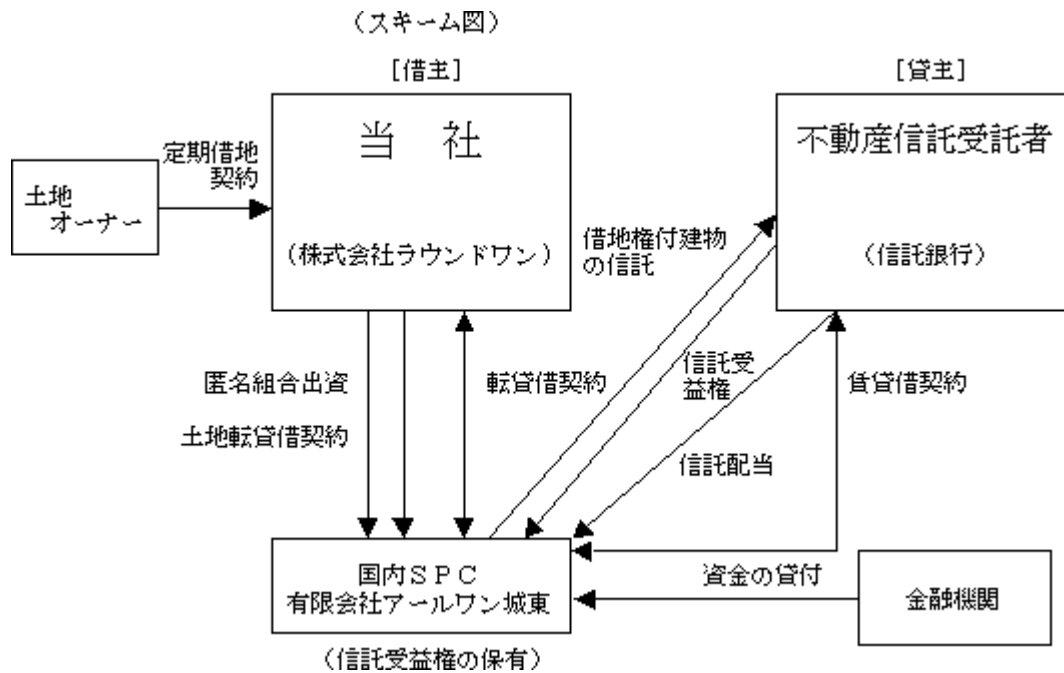 (スキーム図)
[借主]
[貸主]
当 社
(株式会社ラウンドワン)
不動産信託受託者
(信託銀行)
定期借地
契約
土地
オーナー
借地権付建物
の信託
匿名組合出資
土地転貸借契約
転貸借契約
信託受
益権
賃貸借契約
信託配当
国内SPC
有限会社アールワン城東
(信託受益権の保有)
資金の貸付
金融機関